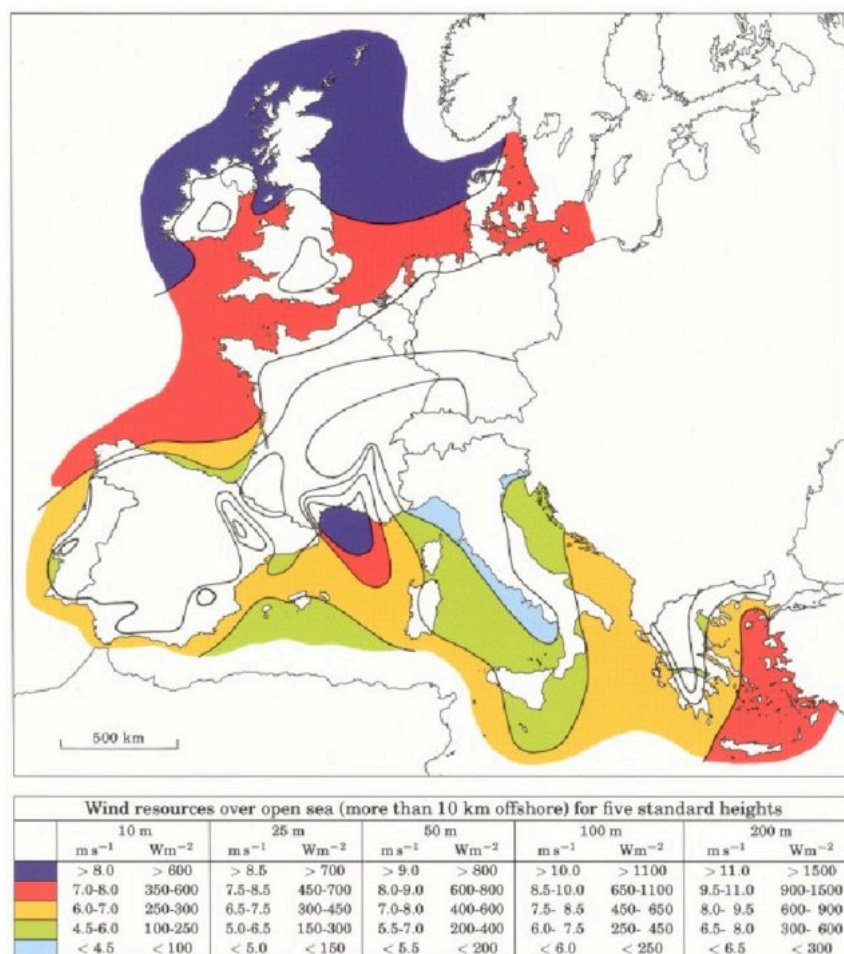 500 km
Wind resources over open sea (more than 10 km offshore) for five standard heights
10 m 25 m 50 m 100 m 200 m
m s⁻¹ Wm⁻² m s⁻¹ Wm⁻² m s⁻¹ Wm⁻² m s⁻¹ Wm⁻² m s⁻¹ Wm⁻²
> 8.0 > 600 > 8.5 > 700 > 9.0 > 800 > 10.0 > 1100 > 11.0 > 1500
7.0-8.0 350-600 7.5-8.5 450-700 8.0-9.0 600-800 8.5-10.0 650-1100 9.5-11.0 900-1500
6.0-7.0 250-300 6.5-7.5 300-450 7.0-8.0 400-600 7.5- 8.5 450- 650 8.0- 9.5 600- 900
4.5-6.0 100-250 5.0-6.5 150-300 5.5-7.0 200-400 6.0- 7.5 250- 450 6.5- 8.0 300- 600
< 4.5 < 100 < 5.0 < 150 < 5.5 < 200 < 6.0 < 250 < 6.5 < 300